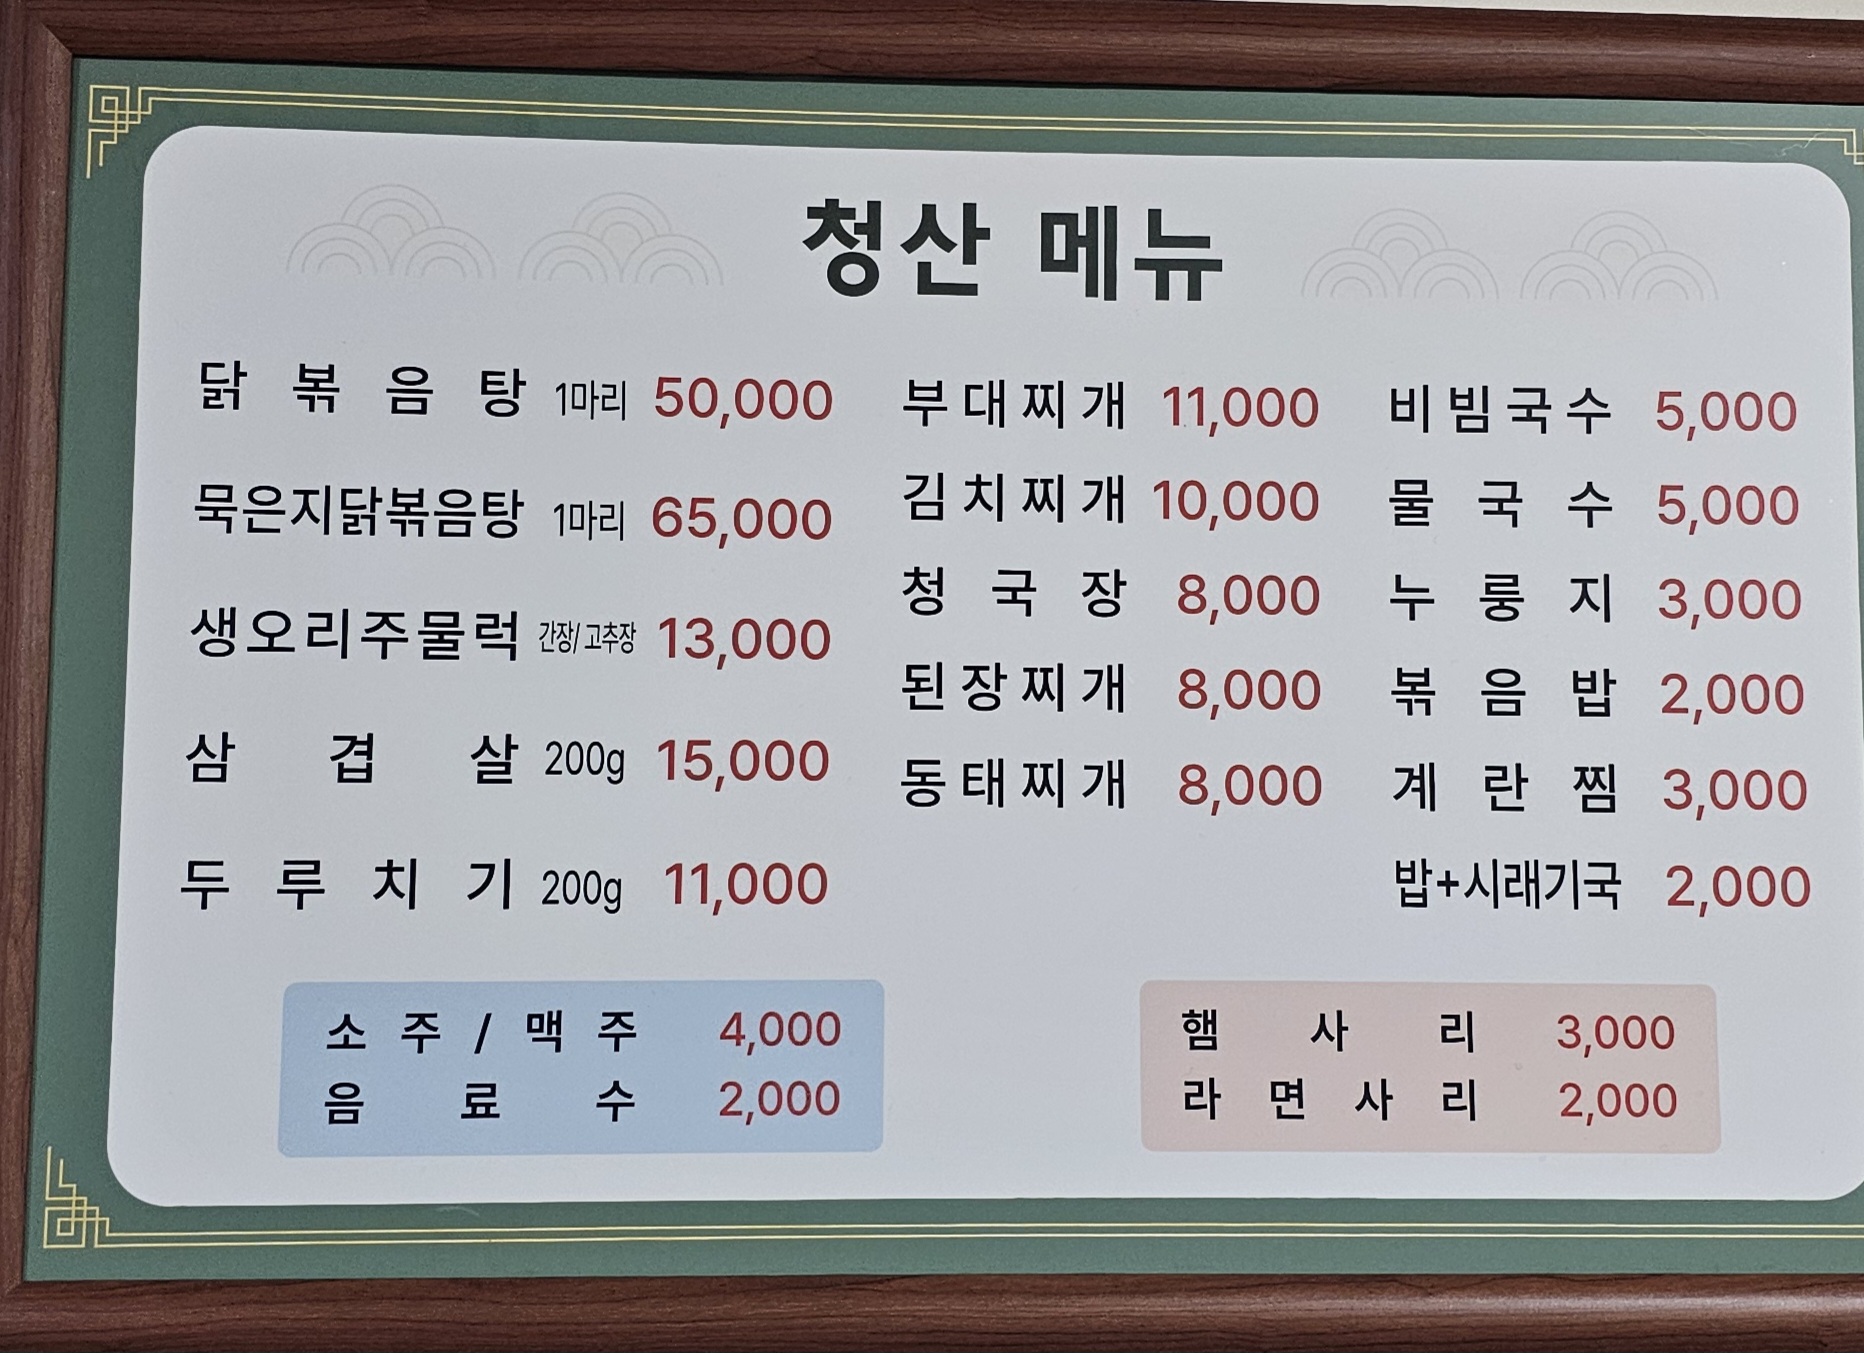 청산 메뉴
닭볶음탕 1마리 50,000
묵은지닭볶음탕 1마리 65,000
생오리주물럭 간장/고추장 13,000
삼겹살 200g 15,000
두루치기 200g 11,000
부대찌개 11,000
김치찌개 10,000
청국장 8,000
된장찌개 8,000
동태찌개 8,000
비빔국수 5,000
물국수 5,000
누룽지 3,000
볶음밥 2,000
계란찜 3,000
밥+시래기국 2,000
소주/맥주 4,000
음료수 2,000
햄사리 3,000
라면사리 2,000